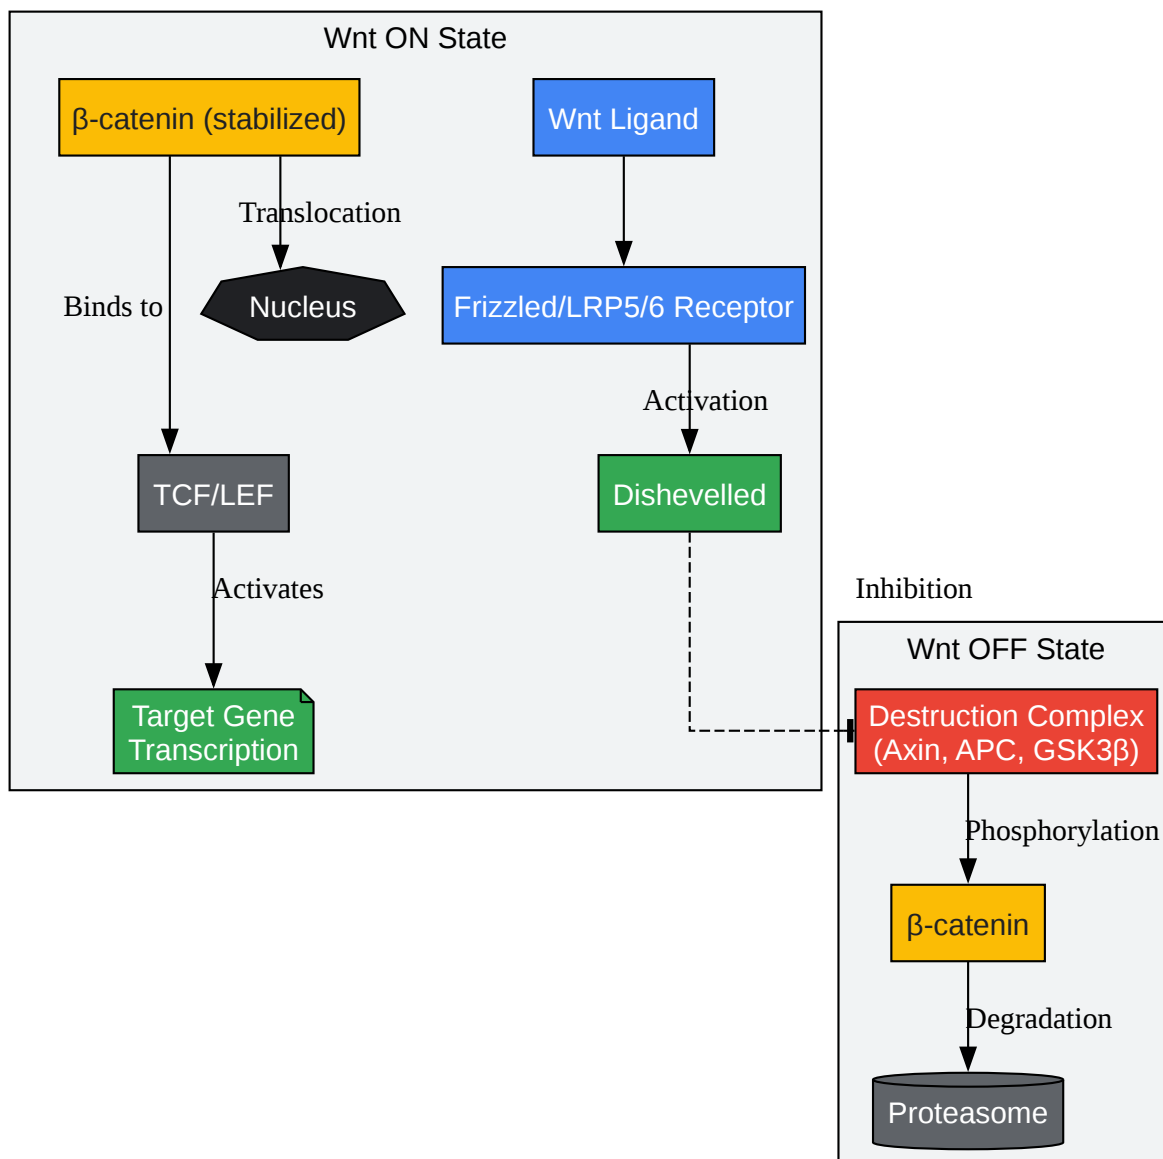 Wnt ON State
β-catenin (stabilized)
Wnt Ligand
Translocation
Binds to
Nucleus
Frizzled/LRP5/6 Receptor
Activation
TCF/LEF
Dishevelled
Activates
Inhibition
Target Gene
Transcription
Wnt OFF State
Destruction Complex
(Axin, APC, GSK3β)
Phosphorylation
β-catenin
Degradation
Proteasome